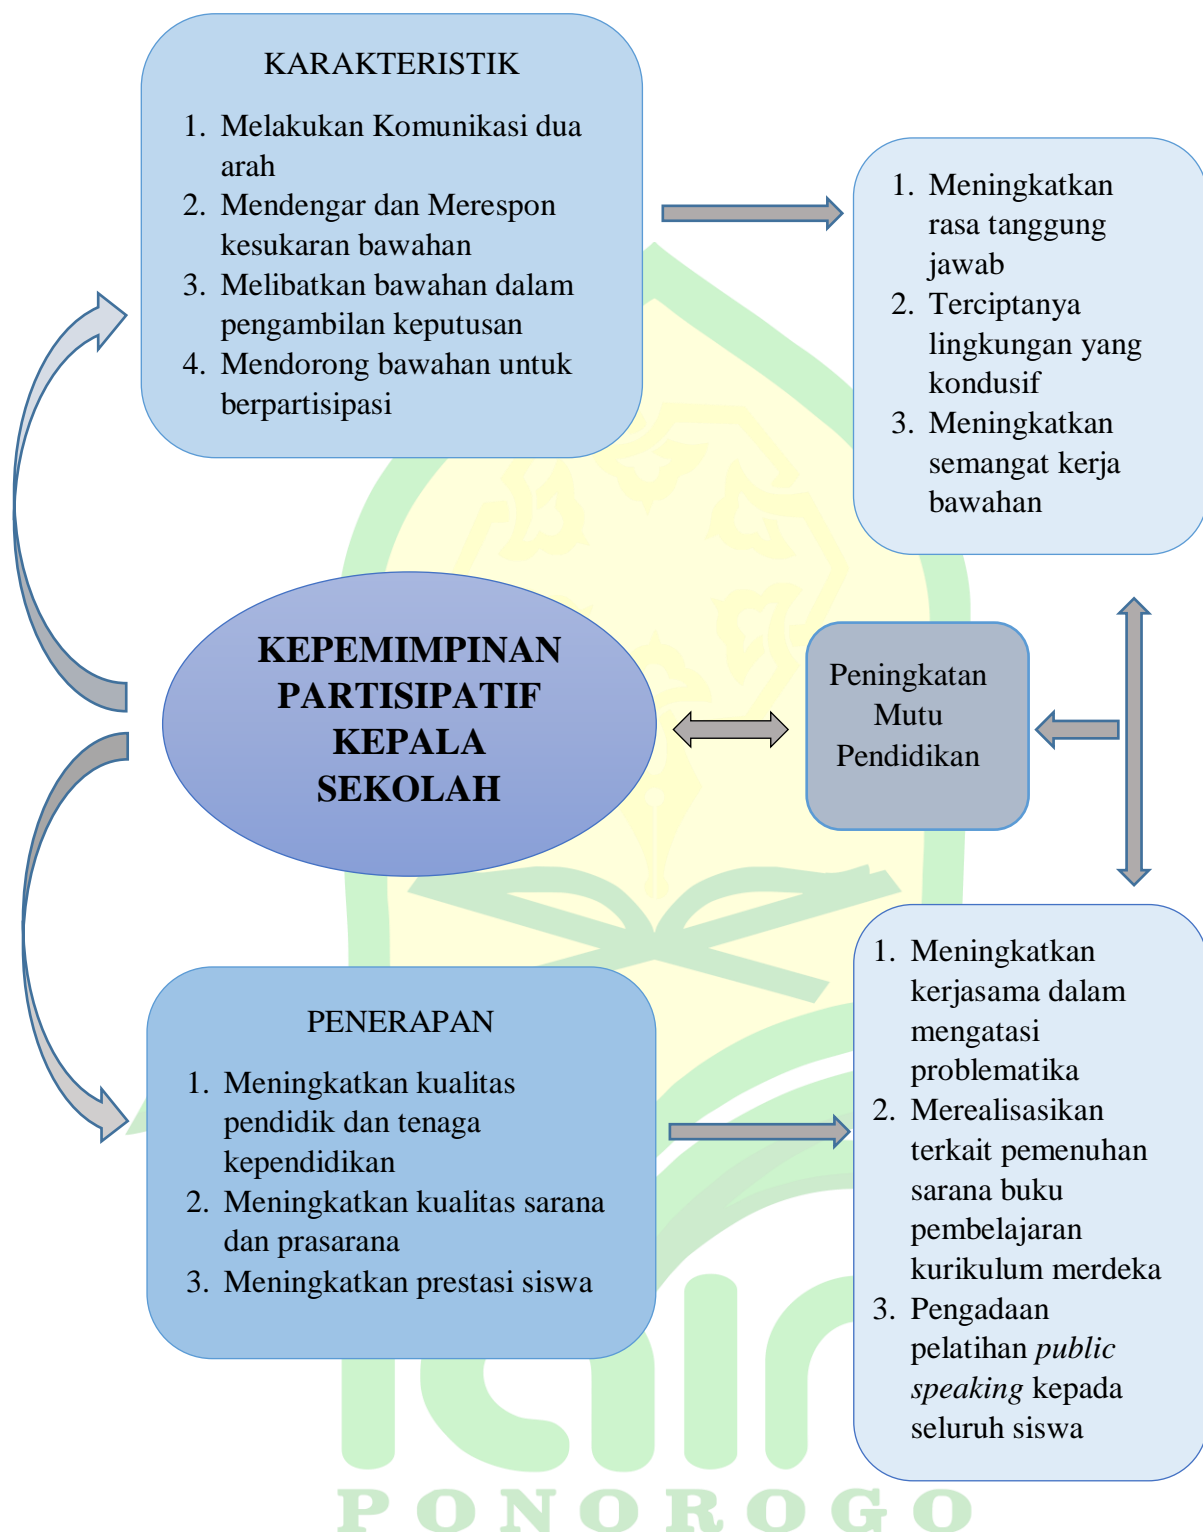 KARAKTERISTIK
1. Melakukan Komunikasi dua
arah
2. Mendengar dan Merespon
kesukaran bawahan
3. Melibatkan bawahan dalam
pengambilan keputusan
4. Mendorong bawahan untuk
berpartisipasi
1. Meningkatkan
rasa tanggung
jawab
2. Terciptanya
lingkungan yang
kondusif
3. Meningkatkan
semangat kerja
bawahan
KEPEMIMPINAN
PARTISIPATIF
KEPALA
SEKOLAH
Peningkatan
Mutu
Pendidikan
PENERAPAN
1. Meningkatkan kualitas
pendidik dan tenaga
kependidikan
2. Meningkatkan kualitas sarana
dan prasarana
3. Meningkatkan prestasi siswa
1. Meningkatkan
kerjasama dalam
mengatasi
problematika
2. Merealisasikan
terkait pemenuhan
sarana buku
pembelajaran
kurikulum merdeka
3. Pengadaan
pelatihan public
speaking kepada
seluruh siswa
PONOROGO